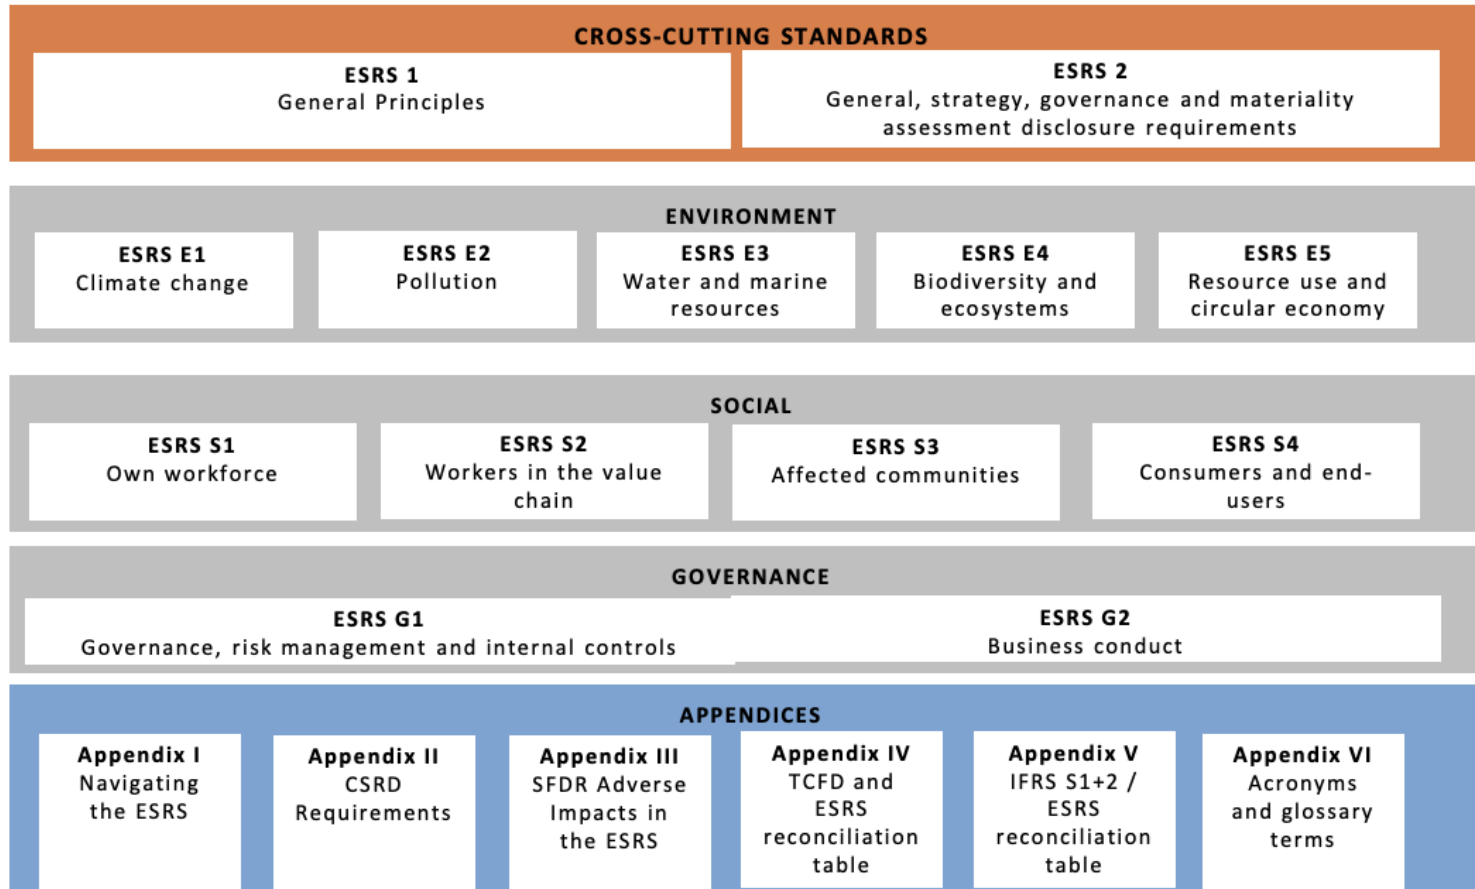 CROSS-CUTTING STANDARDS
ESRS 1
General Principles
ESRS 2
General, strategy, governance and materiality
assessment disclosure requirements
ENVIRONMENT
ESRS E1
Climate change
ESRS E2
Pollution
ESRS E3
Water and marine
resources
ESRS E4
Biodiversity and
ecosystems
ESRS E5
Resource use and
circular economy
SOCIAL
ESRS S1
Own workforce
ESRS S2
Workers in the value
chain
ESRS S3
Affected communities
ESRS S4
Consumers and end-
users
GOVERNANCE
ESRS G1
Governance, risk management and internal controls
ESRS G2
Business conduct
APPENDICES
Appendix I
Navigating
the ESRS
Appendix II
CSRD
Requirements
Appendix III
SFDR Adverse
Impacts in
the ESRS
Appendix IV
TCFD and
ESRS
reconciliation
table
Appendix V
IFRS S1+2 /
ESRS
reconciliation
table
Appendix VI
Acronyms
and glossary
terms